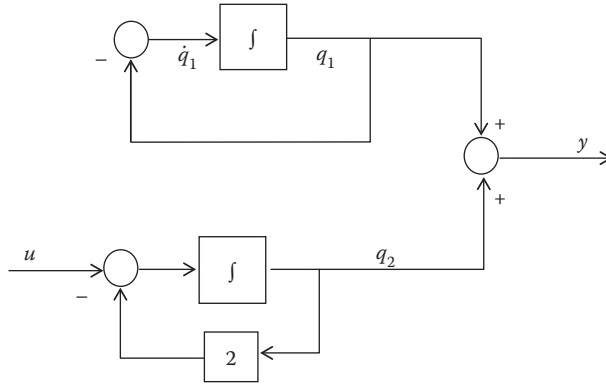 −
q̇₁
∫
q₁
+
y
+
u
−
∫
q₂
2